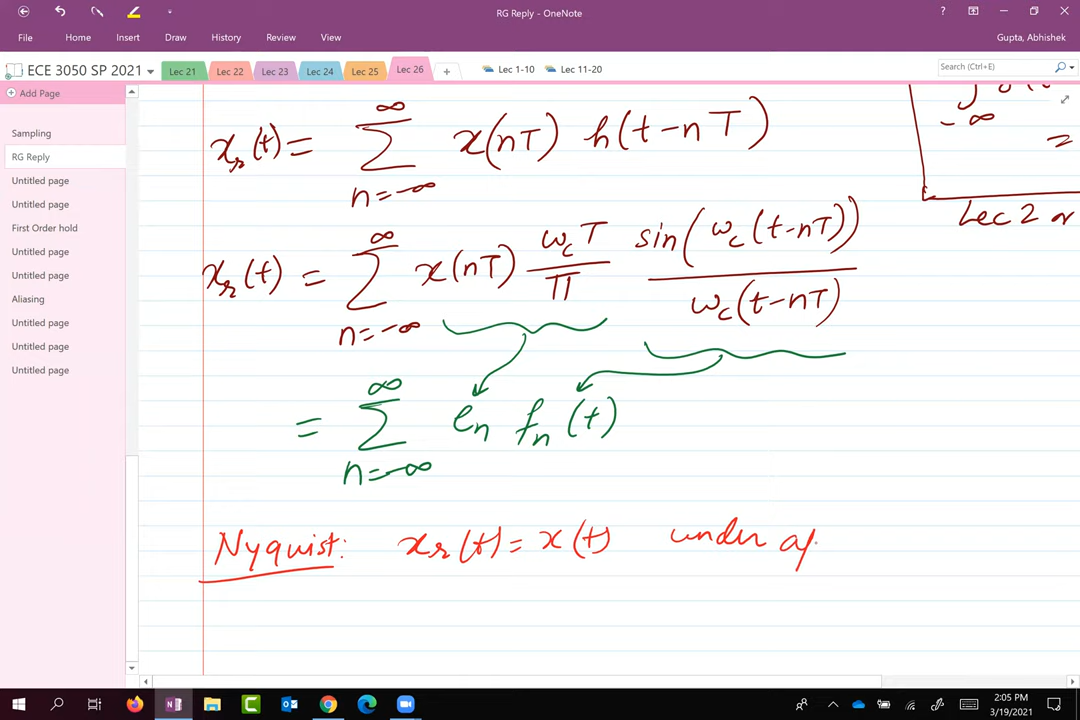 RG Reply - OneNote
Gupta, Abhishek
File Home Insert Draw History Review View
ECE 3050 SP 2021
Lec 21 Lec 22 Lec 23 Lec 24 Lec 25 Lec 26 Lec 1-10 Lec 11-20
Search (Ctrl+E)
Add Page
Sampling
RG Reply
Untitled page
Untitled page
First Order hold
Untitled page
Untitled page
Aliasing
Untitled page
Untitled page
Untitled page
x_r(t) = ∑_{n=-∞}^{∞} x(nT) h(t-nT)
-∞
=
Lec 2
x_r(t) = ∑_{n=-∞}^{∞} x(nT) ω_c T / π sin(ω_c(t-nT)) / ω_c(t-nT)
= ∑_{n=-∞}^{∞} e_n f_n(t)
Nyquist: x_r(t) = x(t) under ap
2:05 PM
3/19/2021